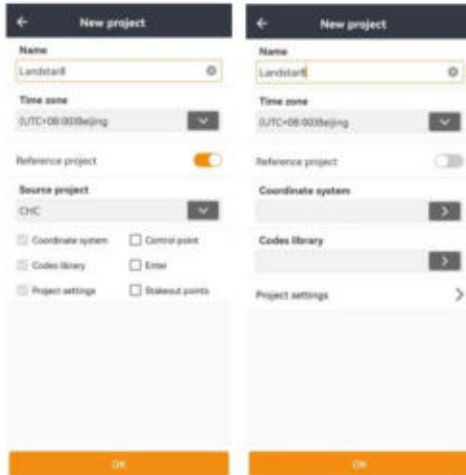 New project
Name
Landstar8
Time zone
(UTC+08:00)Beijing
Reference project
Source project
CHC
Coordinate system
Control point
Codes library
Enter
Project settings
Stakeout points
OK
New project
Name
Landstar8
Time zone
(UTC+08:00)Beijing
Reference project
Coordinate system
Codes library
Project settings
OK